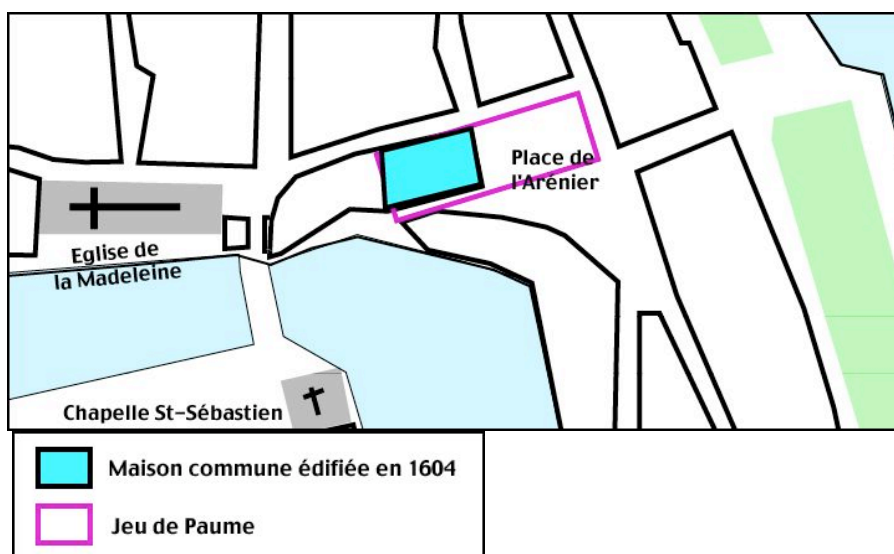 Place de
l'Arénier
Eglise de
la Madeleine
Chapelle St-Sébastien
Maison commune édifiée en 1604
Jeu de Paume